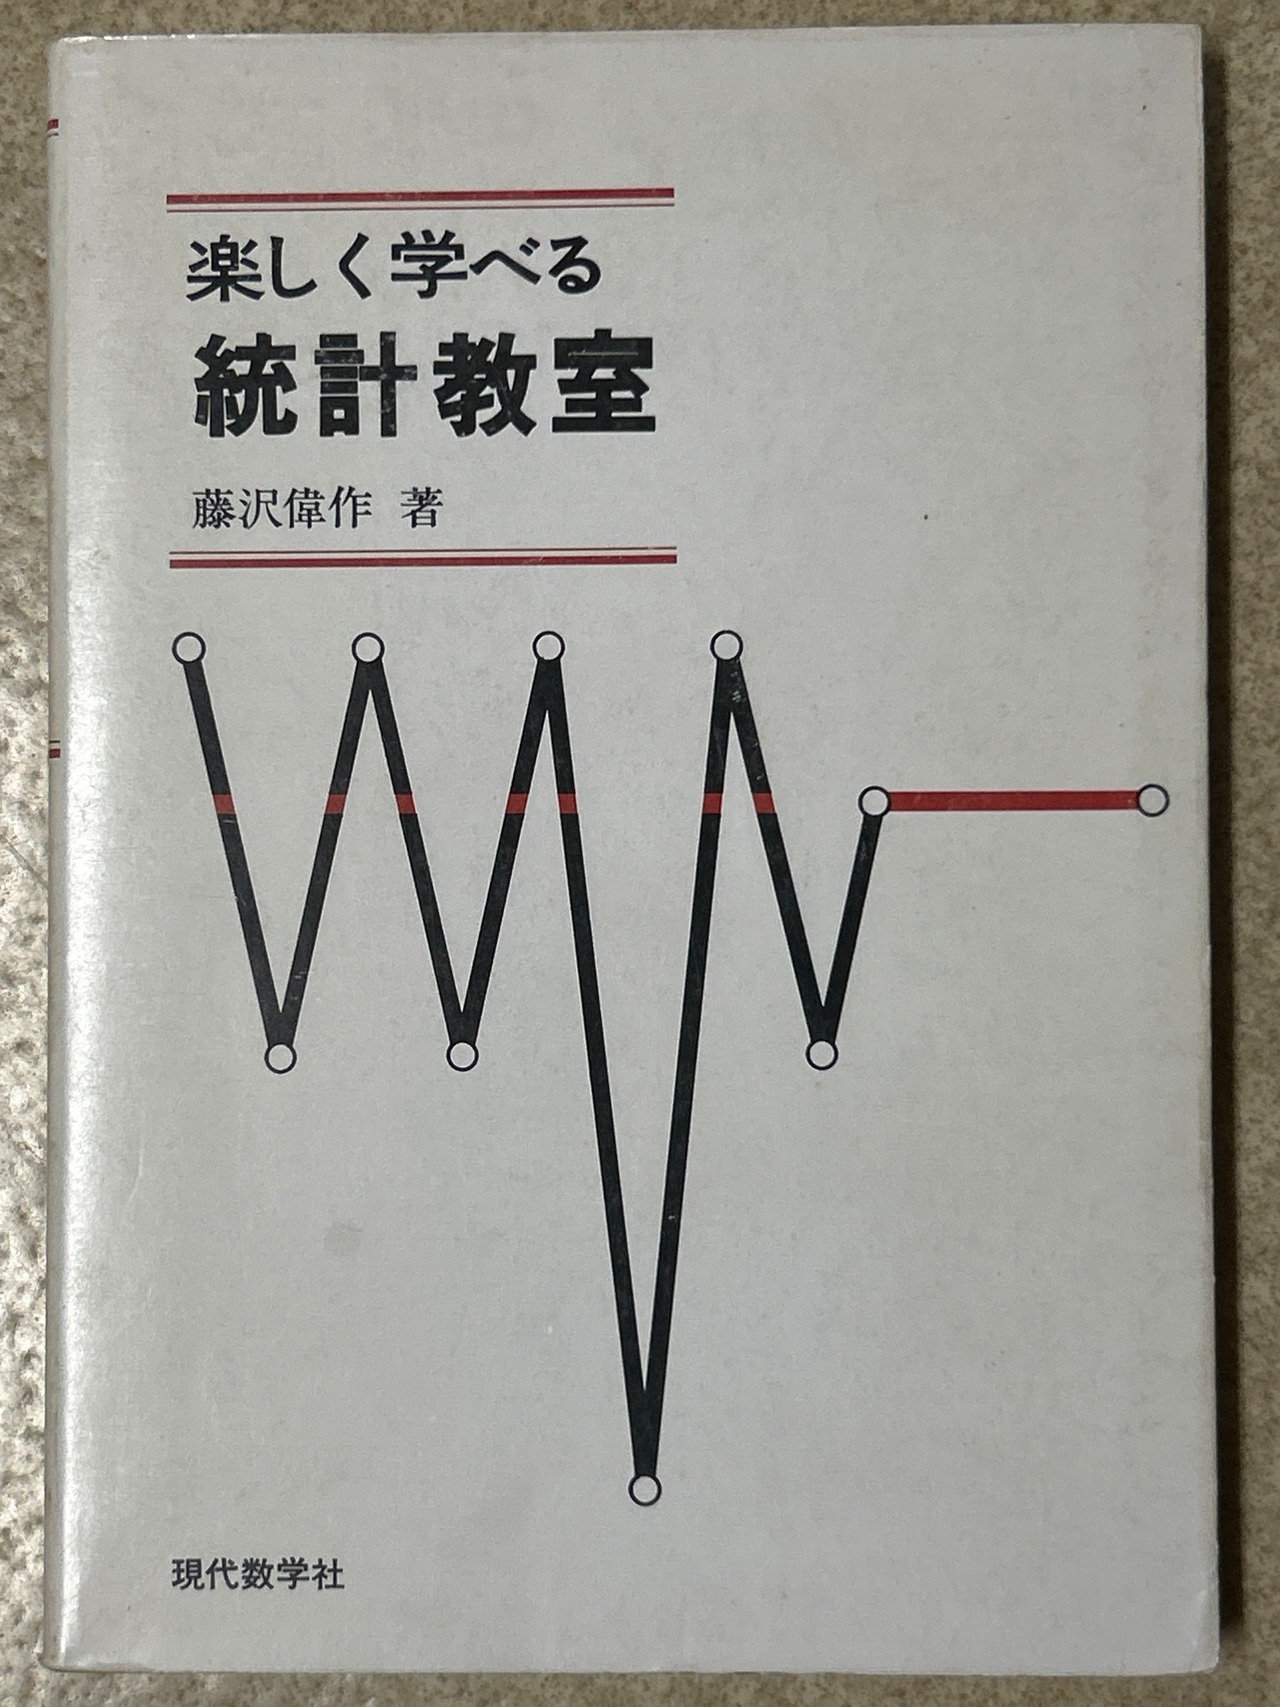 楽しく学べる
統計教室
藤沢偉作 著
現代数学社